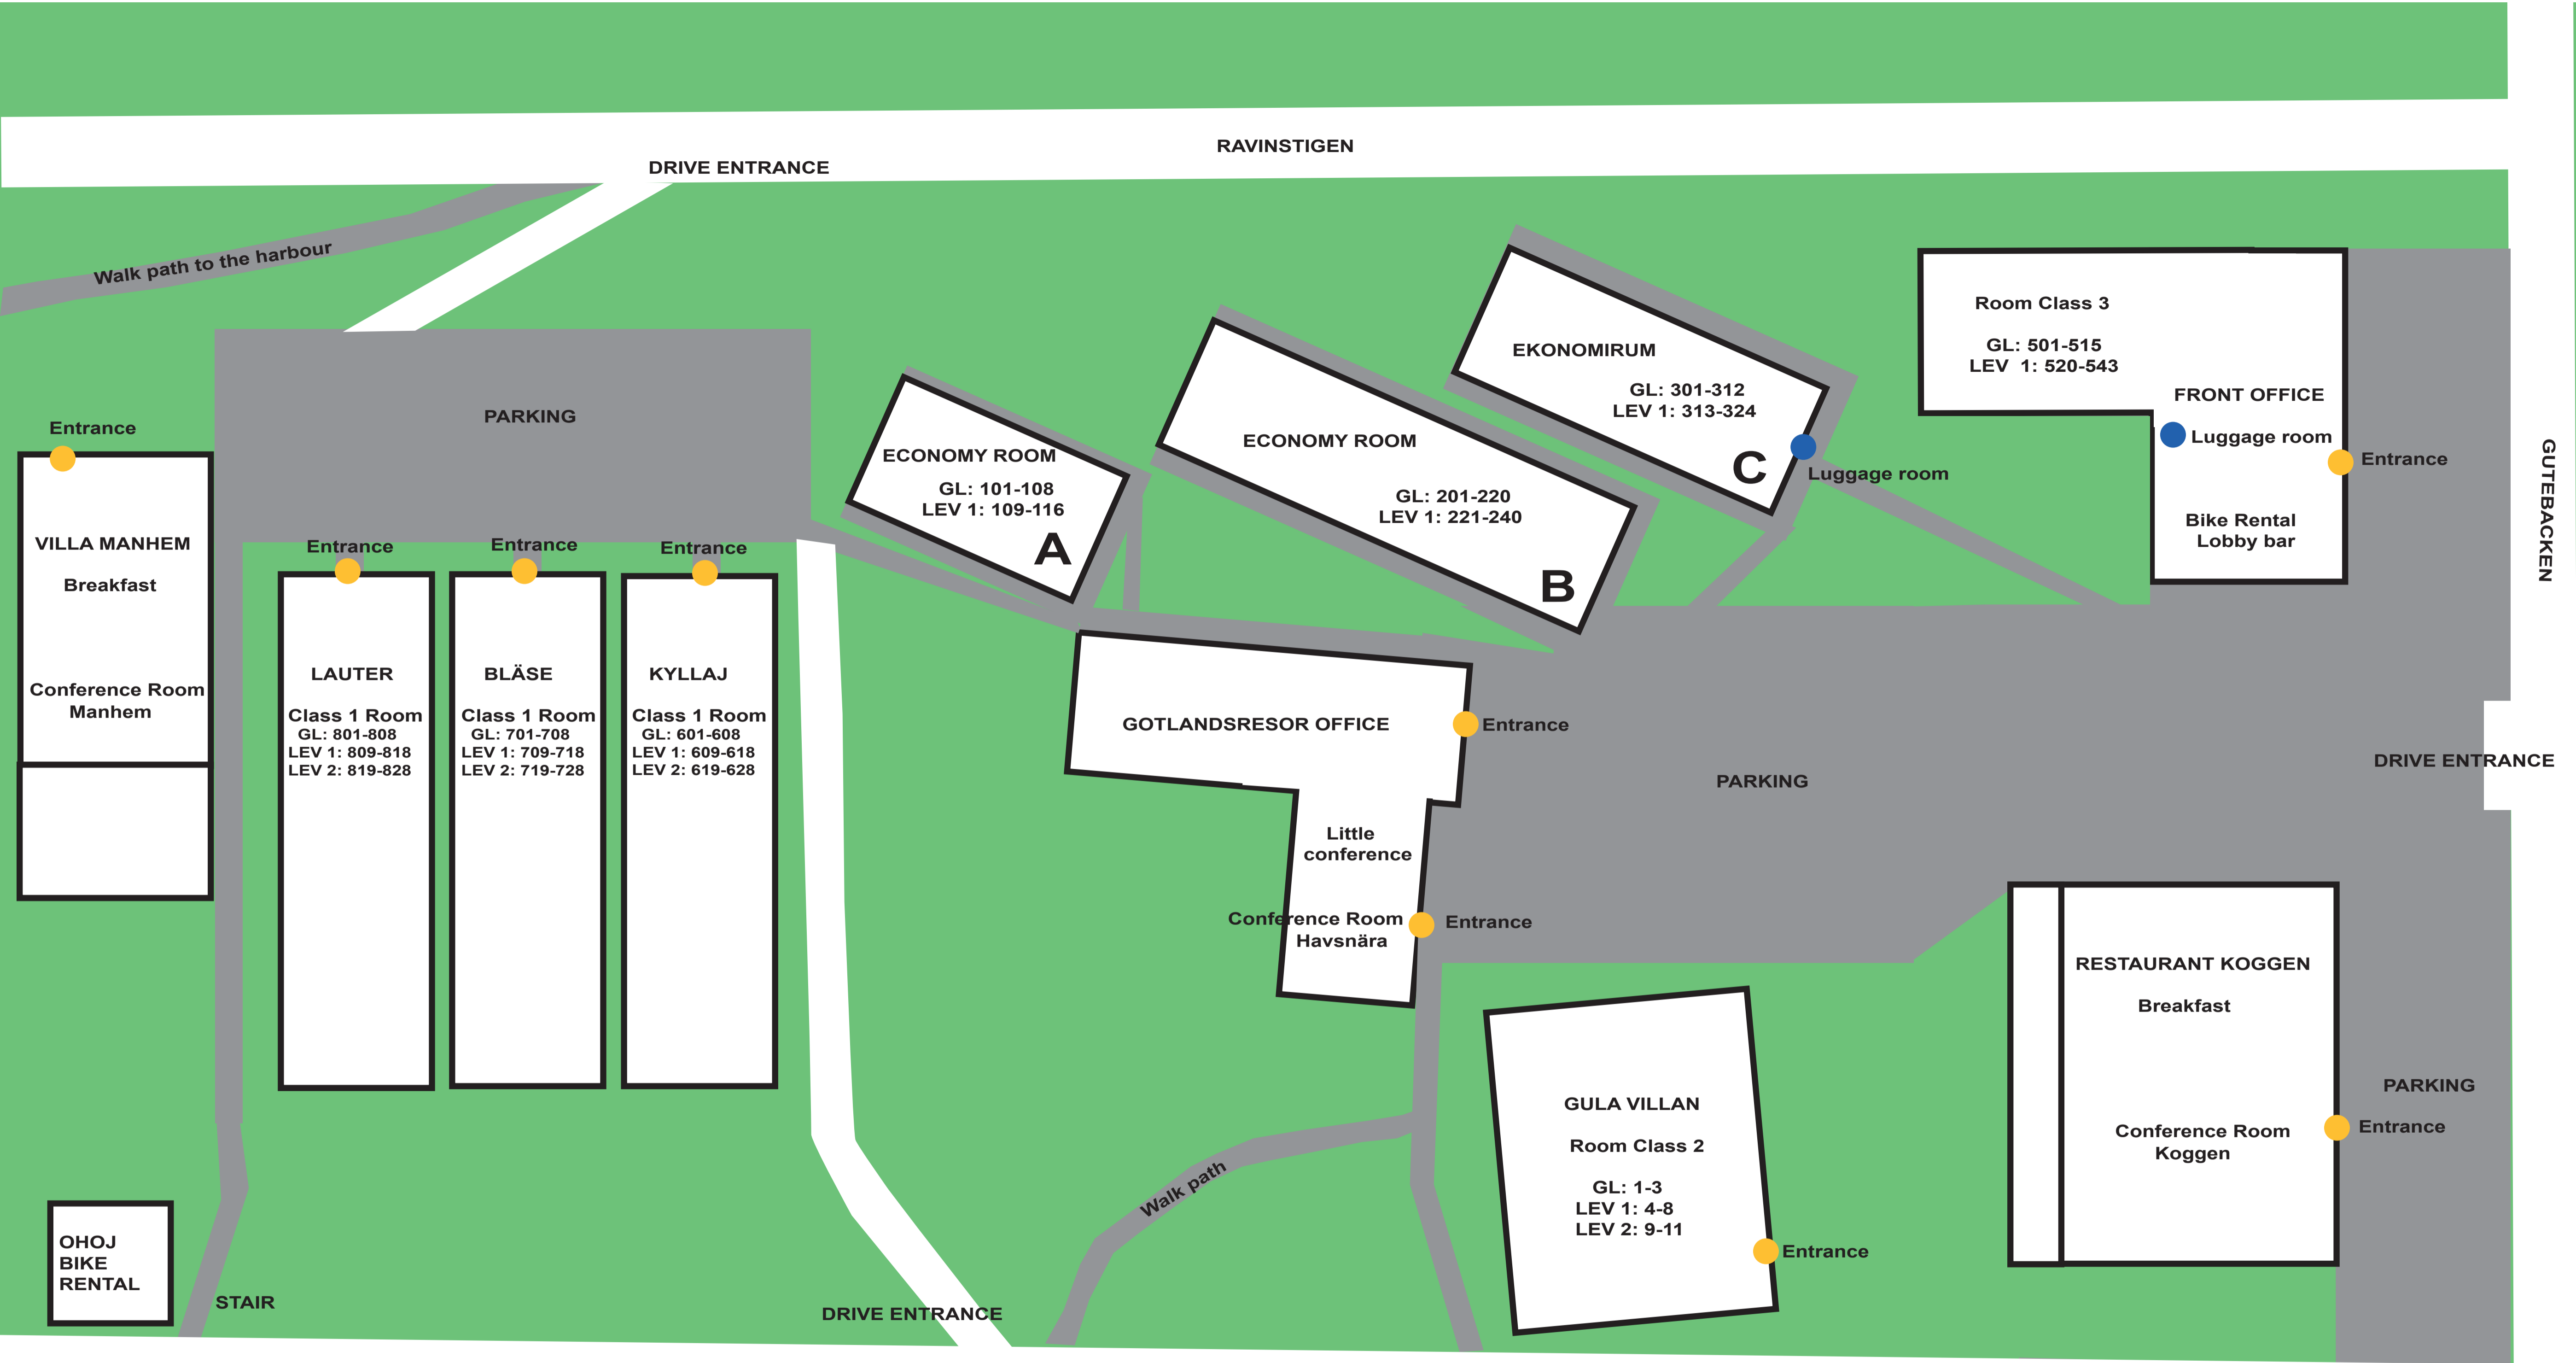 RAVINSTIGEN
DRIVE ENTRANCE
Walk path to the harbour
PARKING
Entrance
VILLA MANHEM
Breakfast
Conference Room
Manhem
Entrance
LAUTER
Class 1 Room
GL: 801-808
LEV 1: 809-818
LEV 2: 819-828
Entrance
BLÄSE
Class 1 Room
GL: 701-708
LEV 1: 709-718
LEV 2: 719-728
Entrance
KYLLAJ
Class 1 Room
GL: 601-608
LEV 1: 609-618
LEV 2: 619-628
OHOJ
BIKE
RENTAL
STAIR
DRIVE ENTRANCE
ECONOMY ROOM
GL: 101-108
LEV 1: 109-116
A
ECONOMY ROOM
GL: 201-220
LEV 1: 221-240
B
EKONOMIRUM
GL: 301-312
LEV 1: 313-324
C
Luggage room
Room Class 3
GL: 501-515
LEV 1: 520-543
FRONT OFFICE
Luggage room
Entrance
Bike Rental
Lobby bar
GUTEBACKEN
GOTLANDSRESOR OFFICE
Entrance
Little
conference
Conference Room
Havsnära
Entrance
PARKING
DRIVE ENTRANCE
Walk path
GULA VILLAN
Room Class 2
GL: 1-3
LEV 1: 4-8
LEV 2: 9-11
Entrance
RESTAURANT KOGGEN
Breakfast
Conference Room
Koggen
PARKING
Entrance